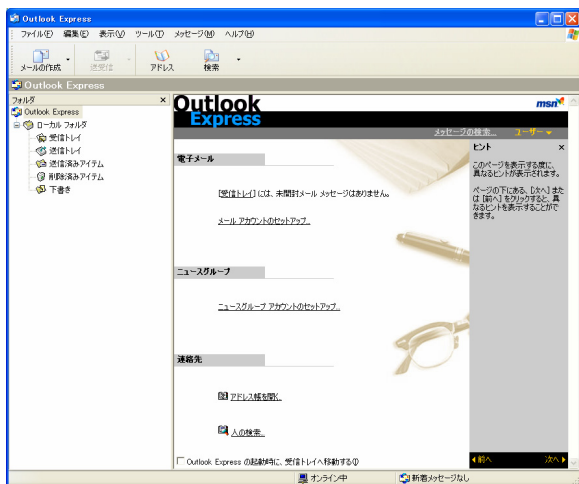 Outlook Express
ファイル(F) 編集(E) 表示(V) ツール(T) メッセージ(M) ヘルプ(H)
メールの作成 送受信 アドレス 検索
Outlook Express
フォルダ
Outlook Express
ローカル フォルダ
受信トレイ
送信トレイ
送信済みアイテム
削除済みアイテム
下書き
Outlook
Express
msn
メッセージの検索... ユーザー
電子メール
[受信トレイ] には、未開封メール メッセージはありません。
メール アカウントのセットアップ...
ニュースグループ
ニュースグループ アカウントのセットアップ...
連絡先
アドレス帳を開く...
人の検索...
Outlook Express の起動時に、受信トレイへ移動する(I)
ヒント
このページを表示する度に、
異なるヒントが表示されます。
ページの下にある、[次へ] また
は [前へ] をクリックすると、異
なるヒントを表示することがで
きます。
前へ 次へ
オンライン中 新着メッセージなし